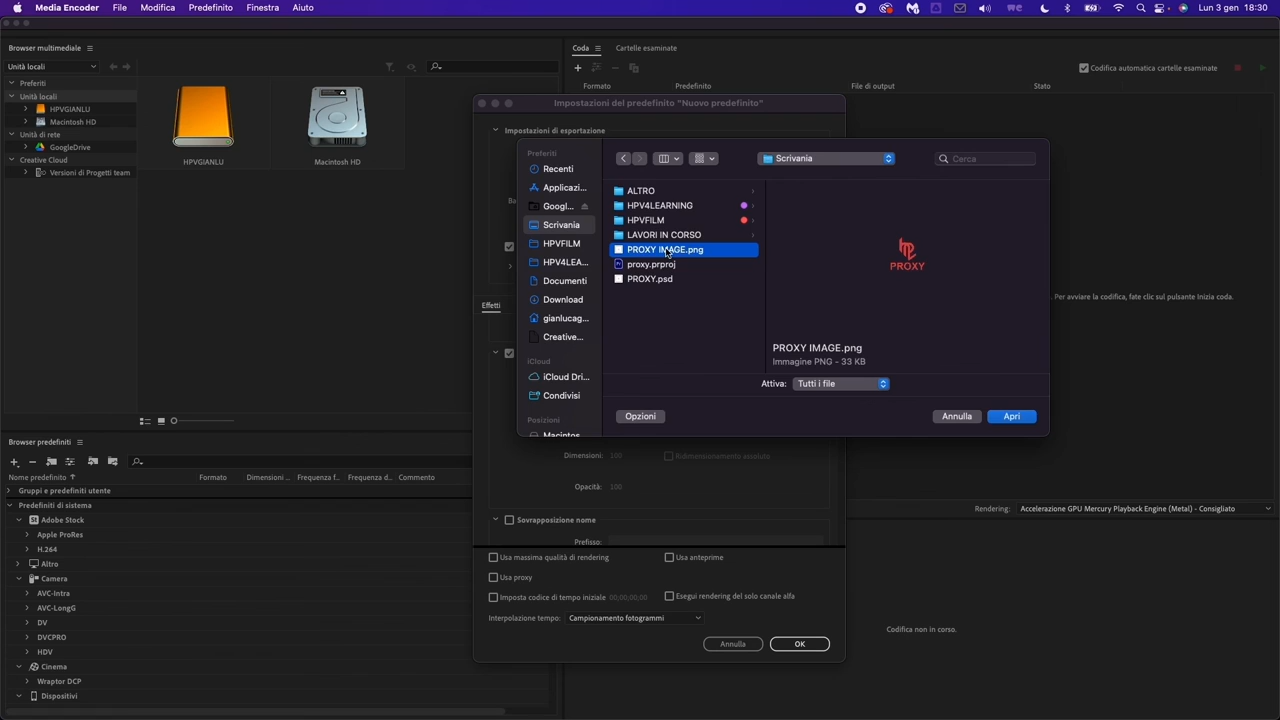 Media Encoder File Modifica Predefinito Finestra Aiuto
Lun 3 gen 18:30
Browser multimediale
Unità locali
Preferiti
Unità locali
HPVGIANLU
Macintosh HD
Unità di rete
GoogleDrive
Creative Cloud
Versioni di Progetti team
HPVGIANLU
Macintosh HD
Coda
Cartelle esaminate
Codifica automatica cartelle esaminate
Formato
Predefinito
File di output
Stato
Per avviare la codifica, fate clic sul pulsante Inizia coda.
Impostazioni del predefinito "Nuovo predefinito"
Impostazioni di esportazione
Ba
Effetti
Preferiti
Recenti
Applicazi...
Googl...
Scrivania
HPVFILM
HPV4LEA...
Documenti
Download
gianlucag...
Creative...
iCloud
iCloud Dri...
Condivisi
Posizioni
Macintos
Scrivania
Cerca
ALTRO
HPV4LEARNING
HPVFILM
LAVORI IN CORSO
PROXY IMAGE.png
proxy.prproj
PROXY.psd
PROXY
PROXY IMAGE.png
Immagine PNG - 33 KB
Attiva: Tutti i file
Opzioni
Annulla
Apri
Dimensioni: 100
Ridimensionamento assoluto
Opacità: 100
Sovrapposizione nome
Prefisso:
Usa massima qualità di rendering
Usa anteprime
Usa proxy
Imposta codice di tempo iniziale 00;00;00;00
Esegui rendering del solo canale alfa
Interpolazione tempo: Campionamento fotogrammi
Annulla
OK
Browser predefiniti
Nome predefinito
Formato
Dimensioni ...
Frequenza f...
Frequenza d...
Commento
Gruppi e predefiniti utente
Predefiniti di sistema
St Adobe Stock
Apple ProRes
H.264
Altro
Camera
AVC-Intra
AVC-LongG
DV
DVCPRO
HDV
Cinema
Wraptor DCP
Dispositivi
Rendering: Accelerazione GPU Mercury Playback Engine (Metal) - Consigliato
Codifica non in corso.